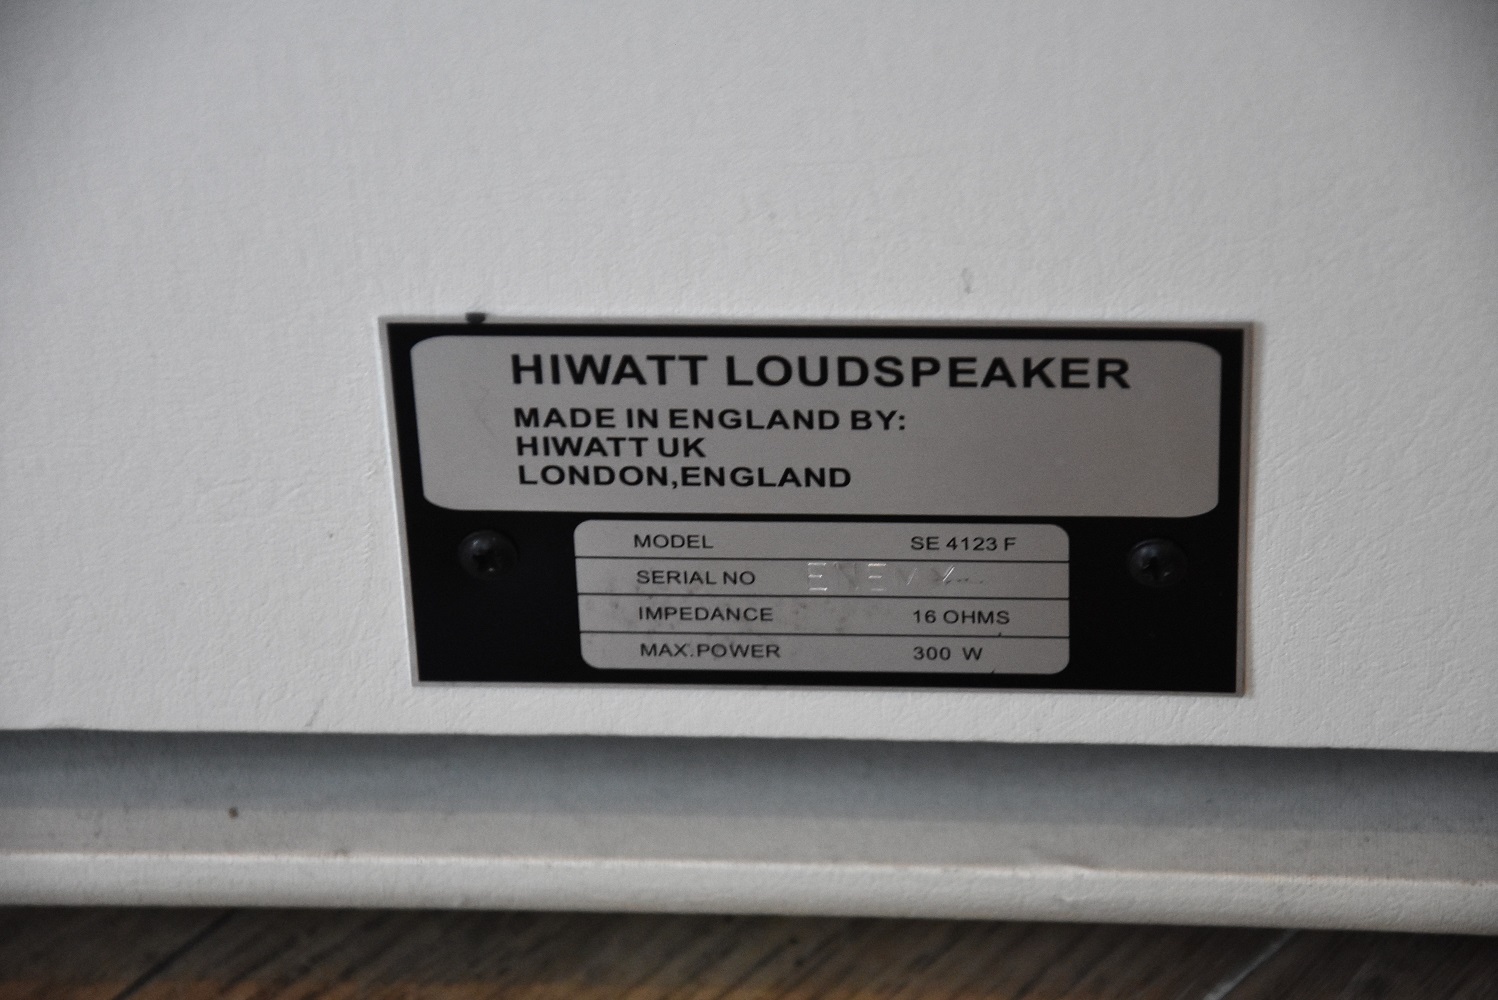 HIWATT LOUDSPEAKER
MADE IN ENGLAND BY:
HIWATT UK
LONDON,ENGLAND
MODEL SE 4123 F
SERIAL NO
IMPEDANCE 16 OHMS
MAX.POWER 300 W